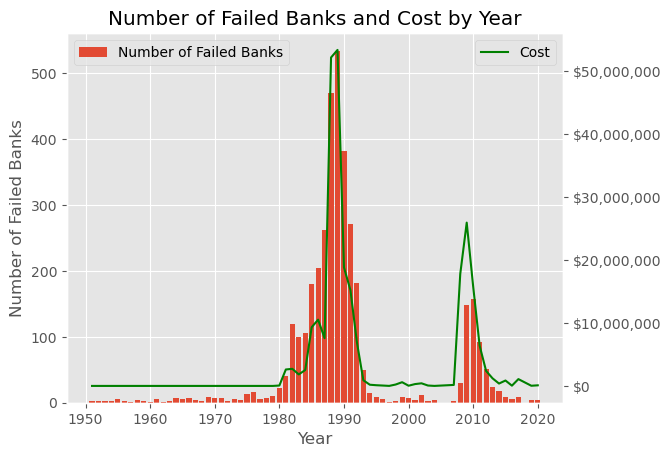 Number of Failed Banks and Cost by Year
Number of Failed Banks
Cost
500
400
300
200
100
0
Number of Failed Banks
$50,000,000
$40,000,000
$30,000,000
$20,000,000
$10,000,000
$0
1950 1960 1970 1980 1990 2000 2010 2020
Year